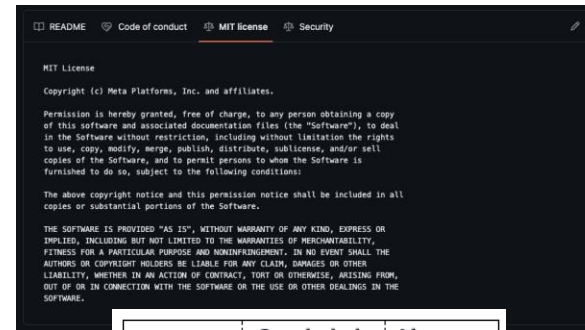 README Code of conduct MIT license Security
MIT License
Copyright (c) Meta Platforms, Inc. and affiliates.
Permission is hereby granted, free of charge, to any person obtaining a copy
of this software and associated documentation files (the "Software"), to deal
in the Software without restriction, including without limitation the rights
to use, copy, modify, merge, publish, distribute, sublicense, and/or sell
copies of the Software, and to permit persons to whom the Software is
furnished to do so, subject to the following conditions:
The above copyright notice and this permission notice shall be included in all
copies or substantial portions of the Software.
THE SOFTWARE IS PROVIDED "AS IS", WITHOUT WARRANTY OF ANY KIND, EXPRESS OR
IMPLIED, INCLUDING BUT NOT LIMITED TO THE WARRANTIES OF MERCHANTABILITY,
FITNESS FOR A PARTICULAR PURPOSE AND NONINFRINGEMENT. IN NO EVENT SHALL THE
AUTHORS OR COPYRIGHT HOLDERS BE LIABLE FOR ANY CLAIM, DAMAGES OR OTHER
LIABILITY, WHETHER IN AN ACTION OF CONTRACT, TORT OR OTHERWISE, ARISING FROM,
OUT OF OR IN CONNECTION WITH THE SOFTWARE OR THE USE OR OTHER DEALINGS IN THE
SOFTWARE.